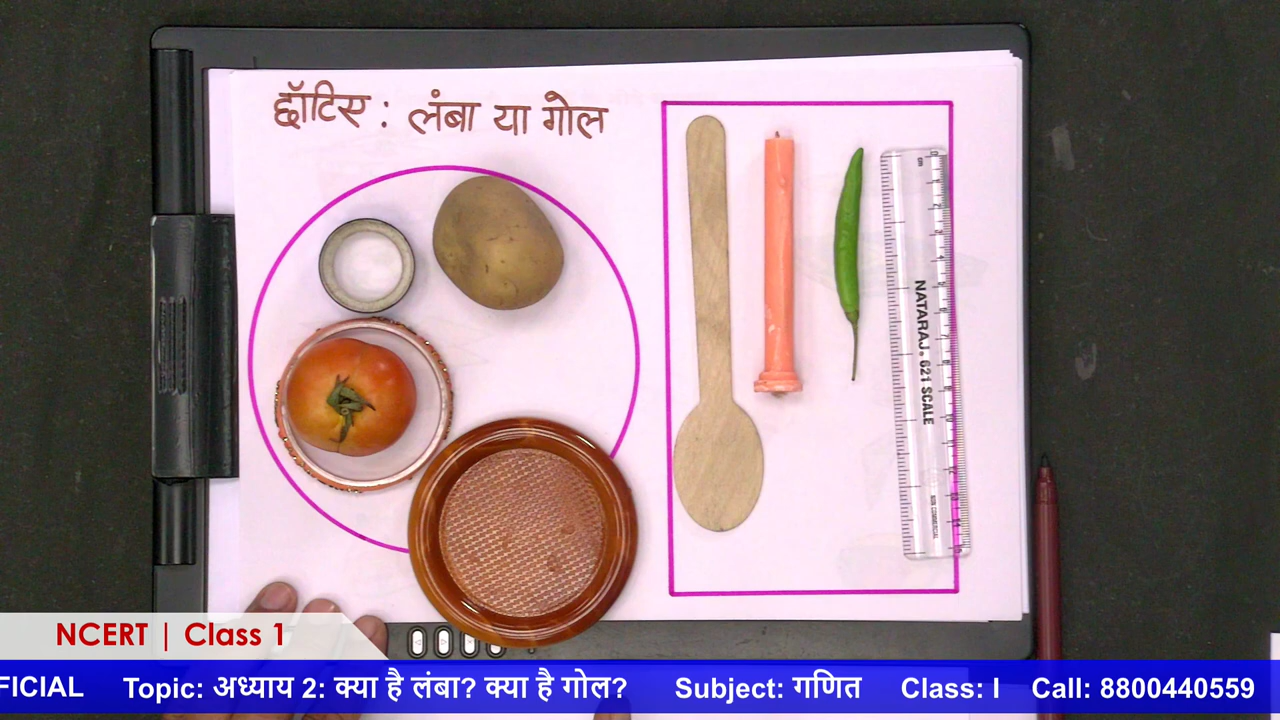 छाँटिए : लंबा या गोल
NATARAJ 621 SCALE
NCERT | Class 1
FICIAL Topic: अध्याय 2: क्या है लंबा? क्या है गोल? Subject: गणित Class: I Call: 8800440559